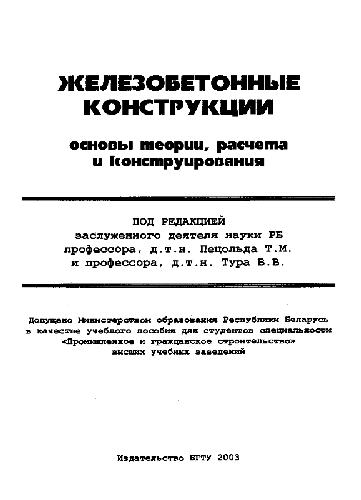 ЖЕЛЕЗОБЕТОННЫЕ
КОНСТРУКЦИИ
основы теории, расчета
и конструирования
ПОД РЕДАКЦИЕЙ
заслуженного деятеля науки РБ
профессора, д.т.н. Пецольда Т.М.
и профессора, д.т.н. Тура В.В.
Допущено Министерством образования Республики Беларусь
в качестве учебного пособия для студентов специальности
«Промышленное и гражданское строительство»
высших учебных заведений
Издательство БГТУ 2003